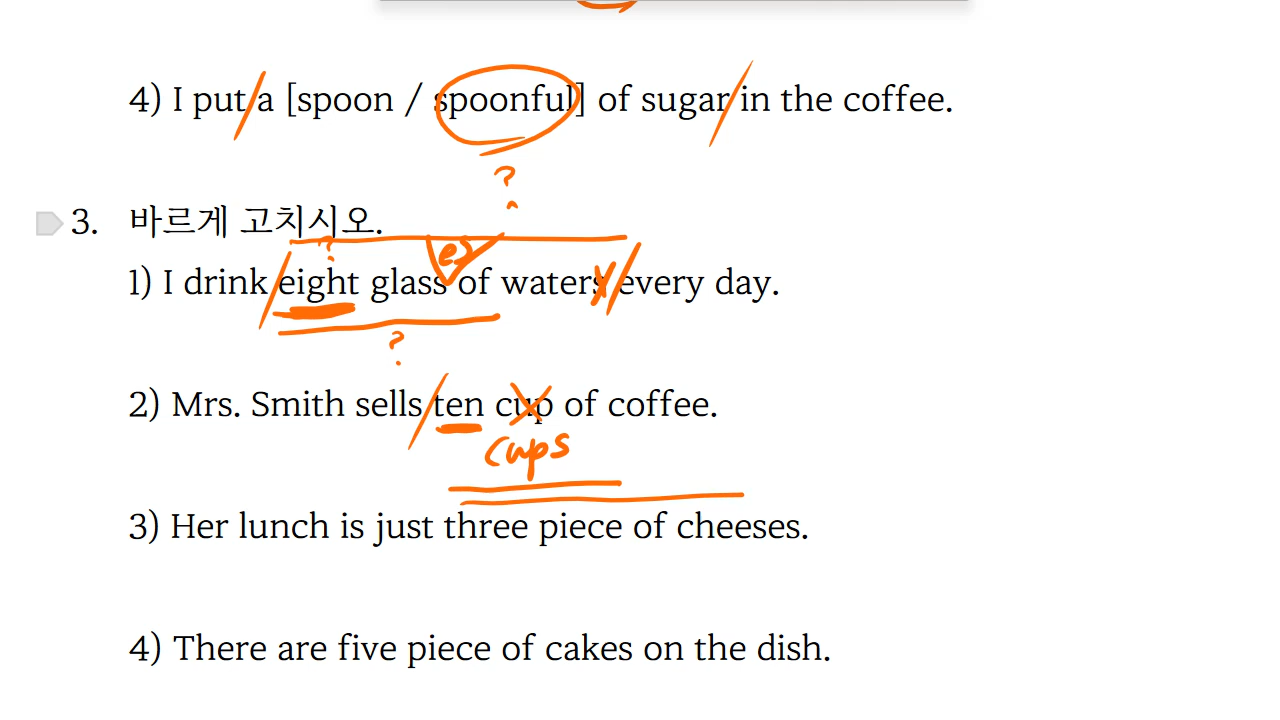 4) I put a [spoon / spoonful] of sugar in the coffee.
?
3. 바르게 고치시오.
?
es
1) I drink eight glass of waters every day.
?
2) Mrs. Smith sells ten cup of coffee.
cups
3) Her lunch is just three piece of cheeses.
4) There are five piece of cakes on the dish.